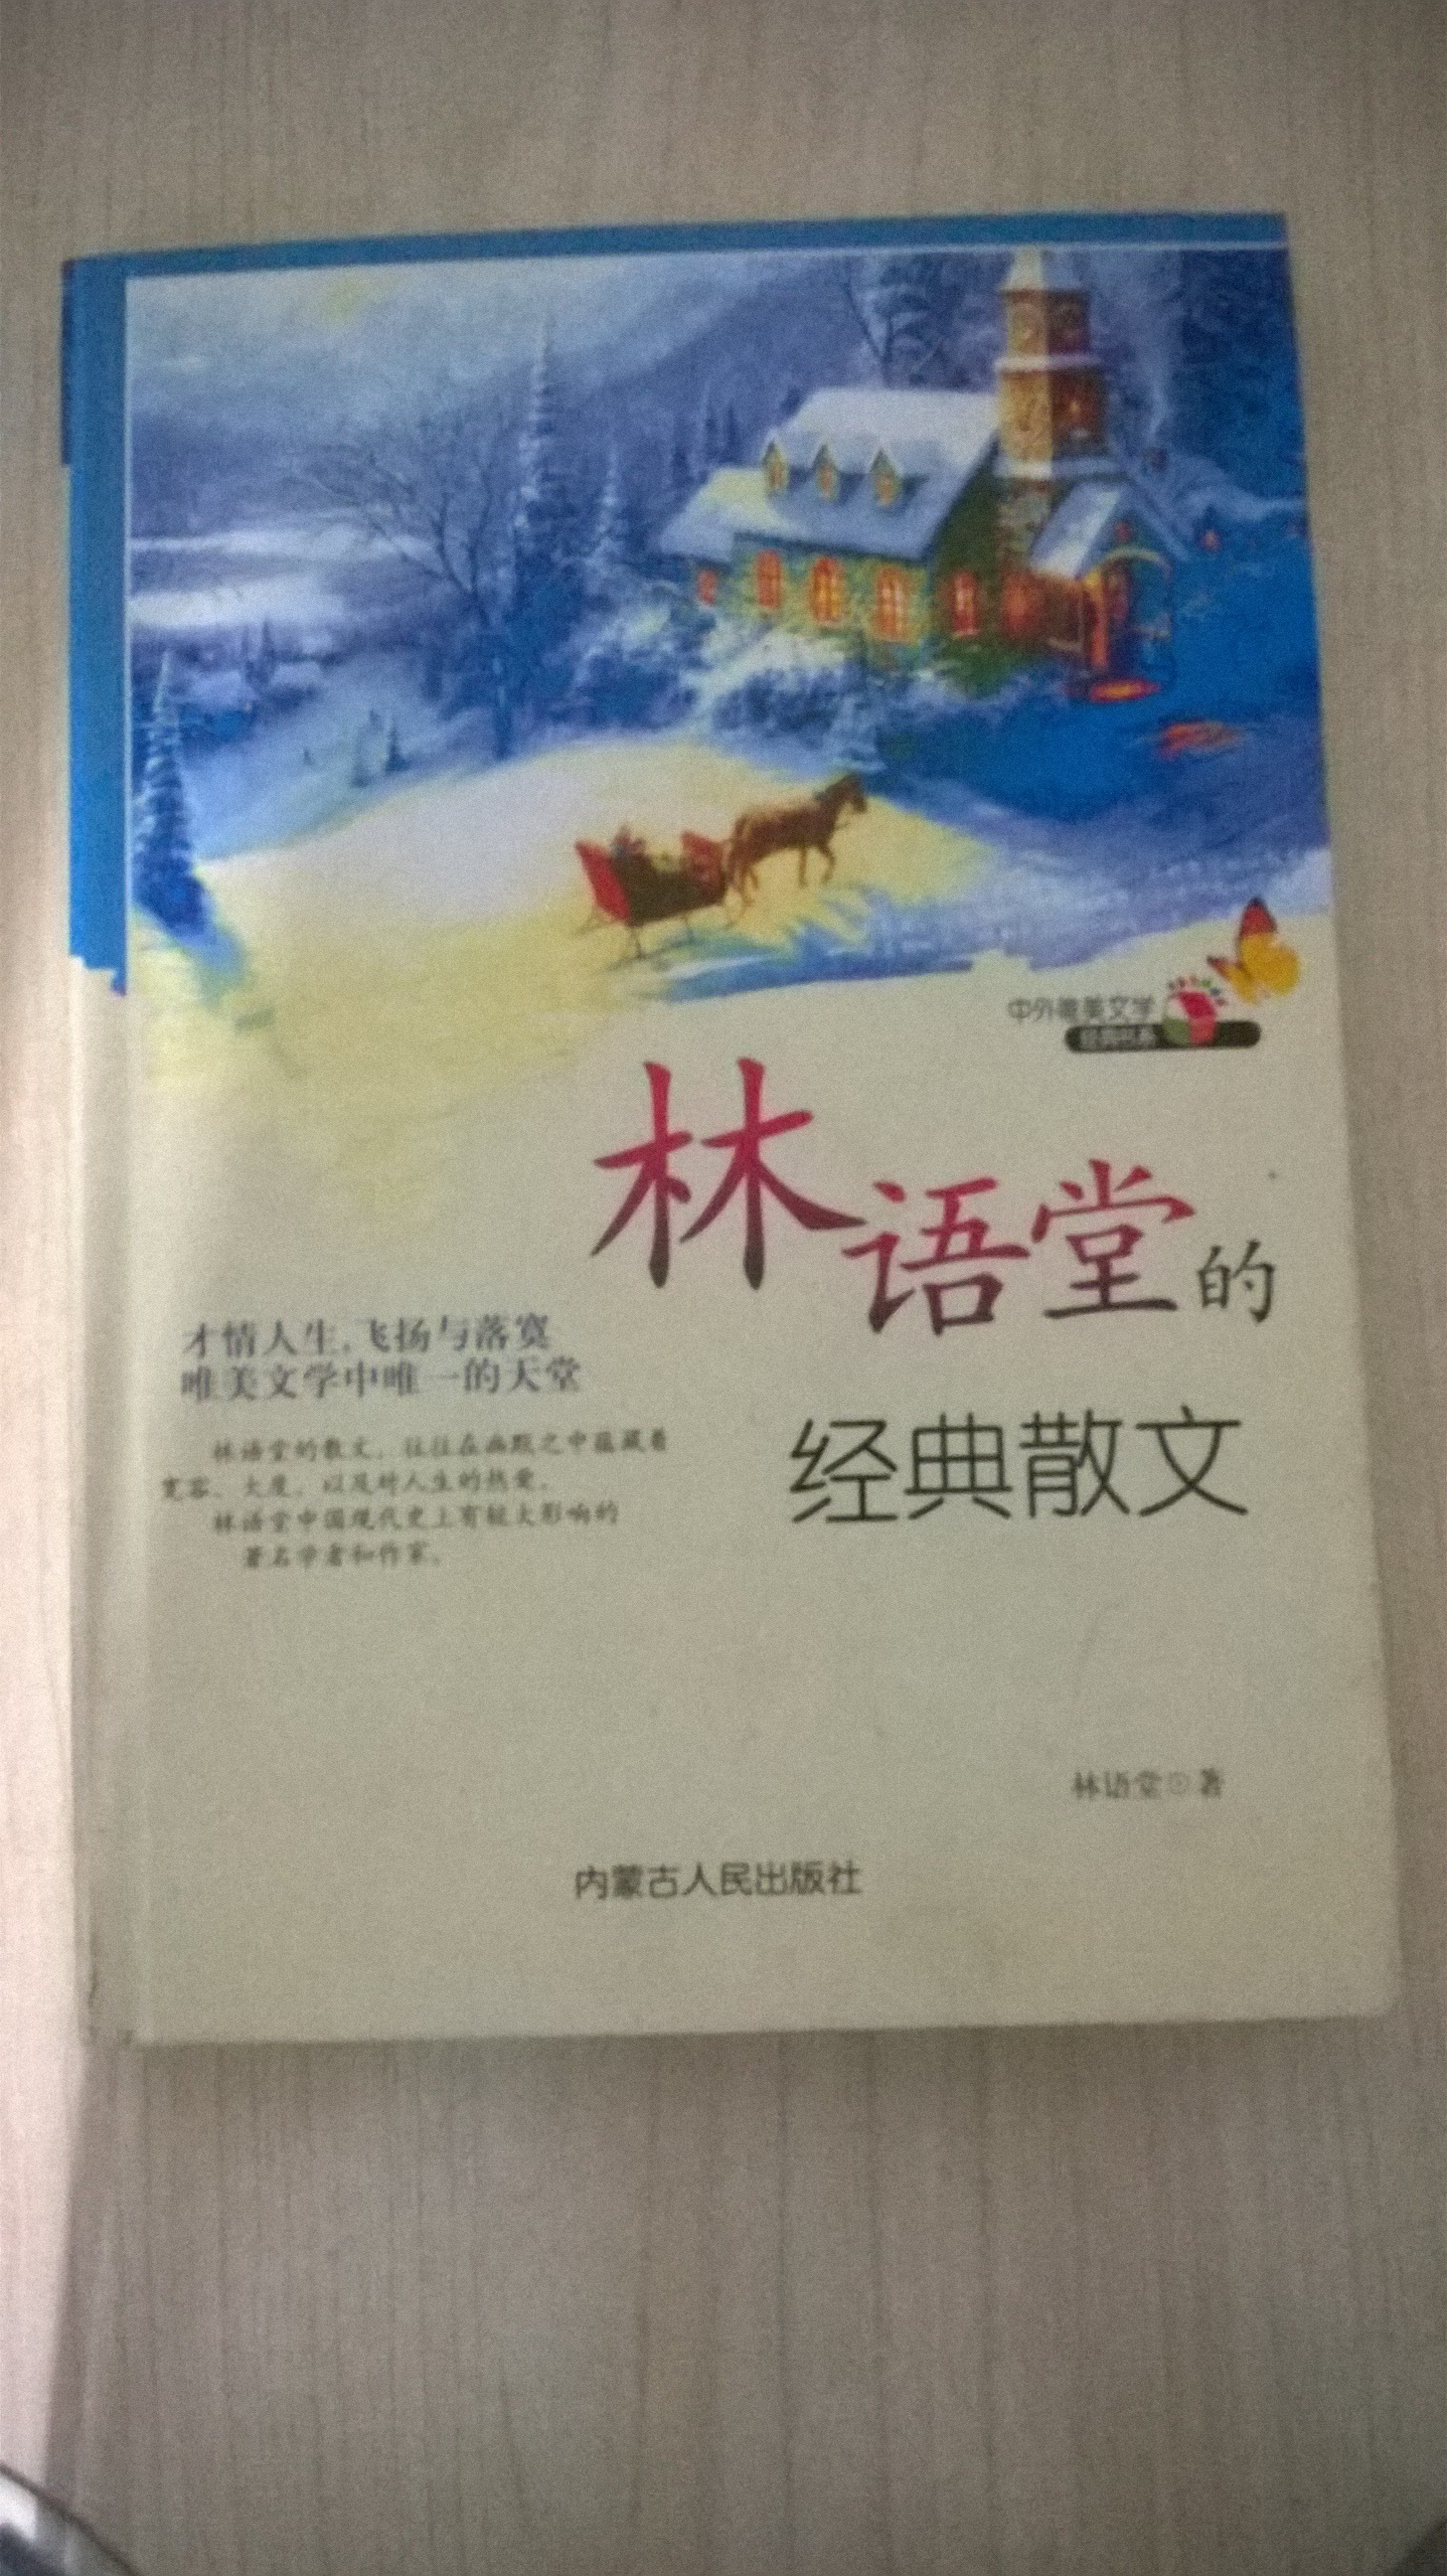 中外唯美文学
经典书系
林语堂的
经典散文
才情人生,飞扬与落寞
唯美文学中唯一的天堂
林语堂的散文，往往在幽默之中蕴藏着
宽容、大度，以及对人生的热爱。
林语堂中国现代史上有较大影响的
著名学者和作家。
林语堂 ⊙ 著
内蒙古人民出版社